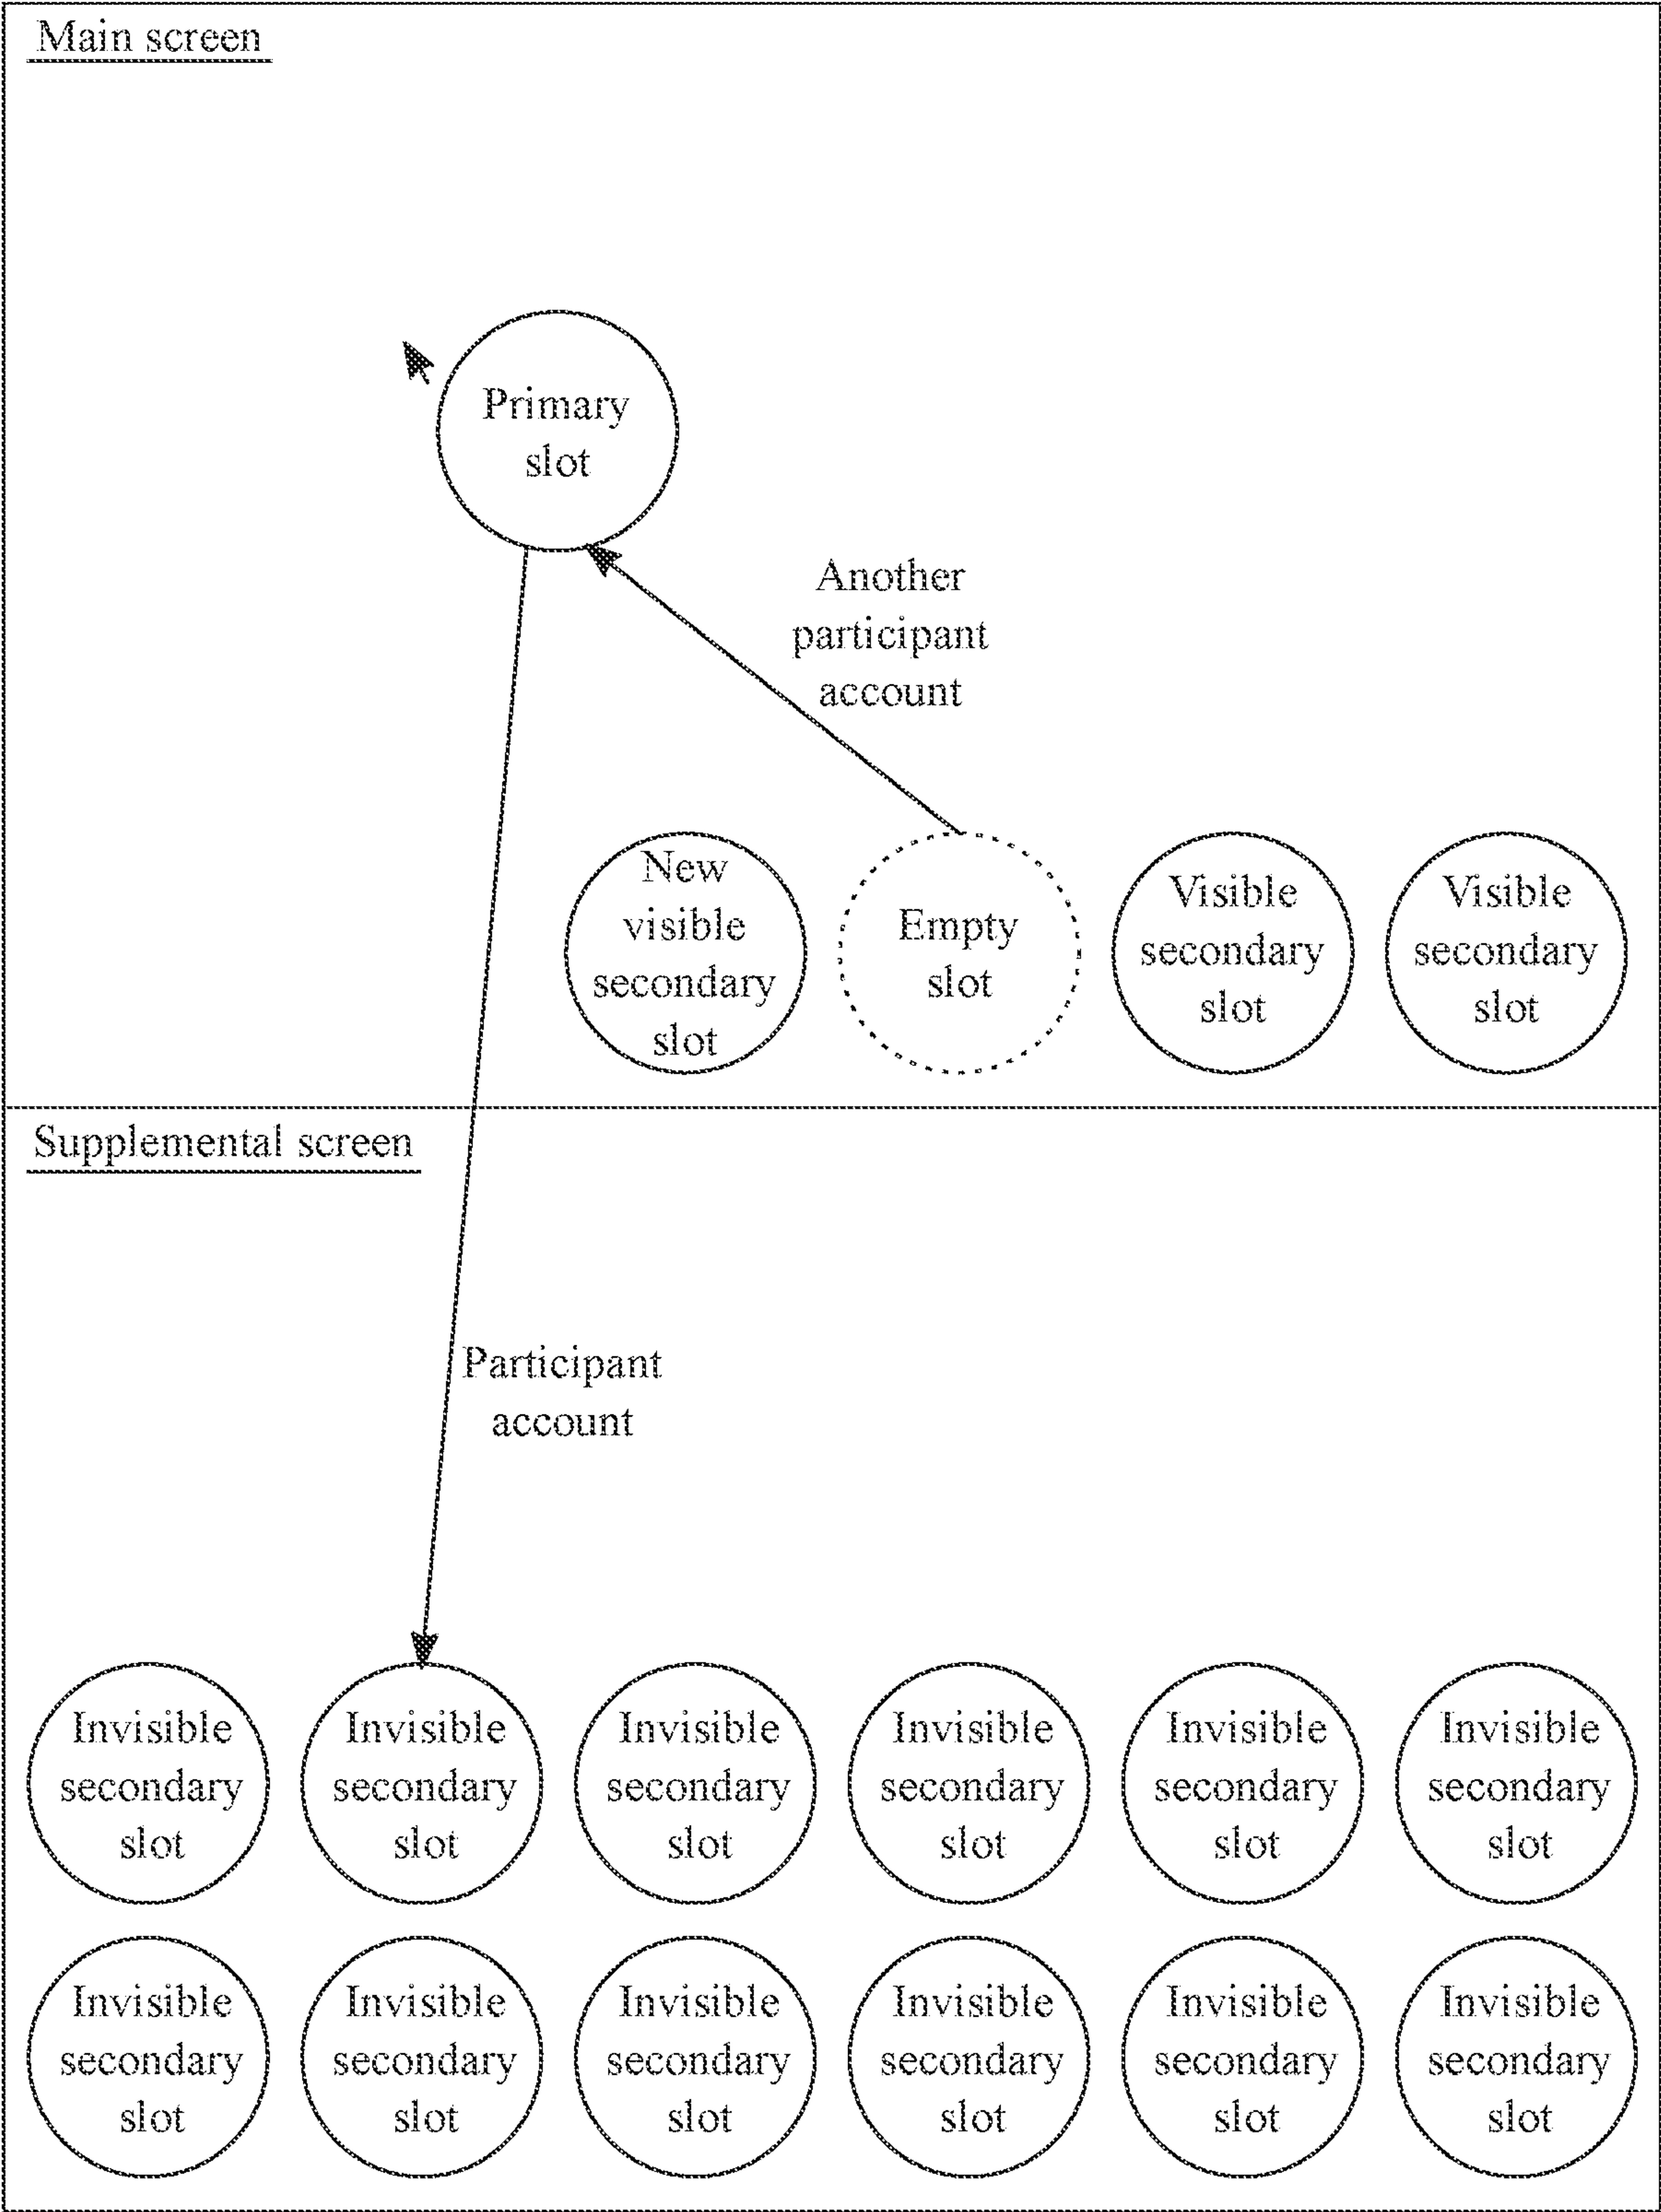 Main screen
Primary
slot
Another
participant
account
New
visible
secondary
slot
Empty
slot
Visible
secondary
slot
Visible
secondary
slot
Supplemental screen
Participant
account
Invisible
secondary
slot
Invisible
secondary
slot
Invisible
secondary
slot
Invisible
secondary
slot
Invisible
secondary
slot
Invisible
secondary
slot
Invisible
secondary
slot
Invisible
secondary
slot
Invisible
secondary
slot
Invisible
secondary
slot
Invisible
secondary
slot
Invisible
secondary
slot